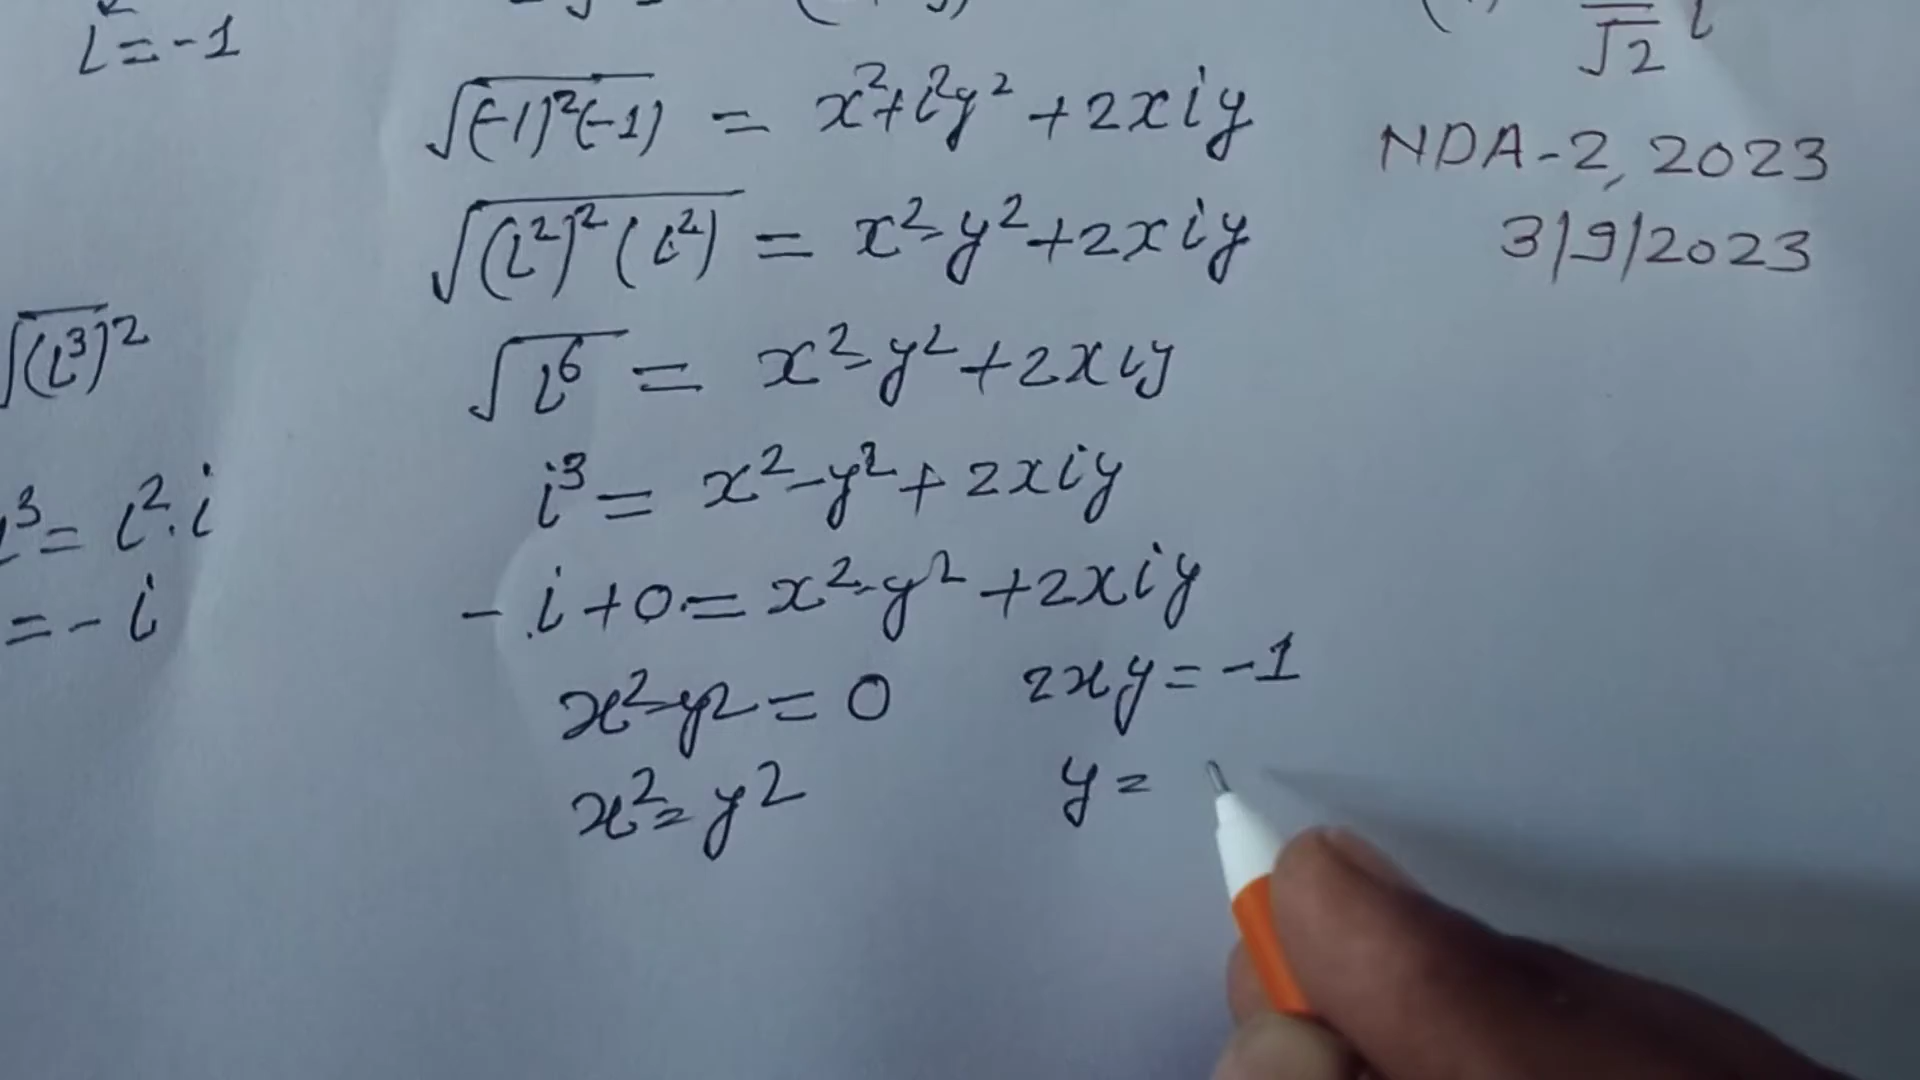 i=-1
√2 i
√(-1)²(-1) = x²+i²y²+2xiy
NDA-2, 2023
√(i²)²(i²) = x²-y²+2xiy
3/9/2023
√(i³)²
√i⁶ = x²-y²+2xiy
i³ = x²-y²+2xiy
i³ = i².i
-i+0 = x²-y²+2xiy
= -i
x²-y² = 0 2xy = -1
x² = y² y =